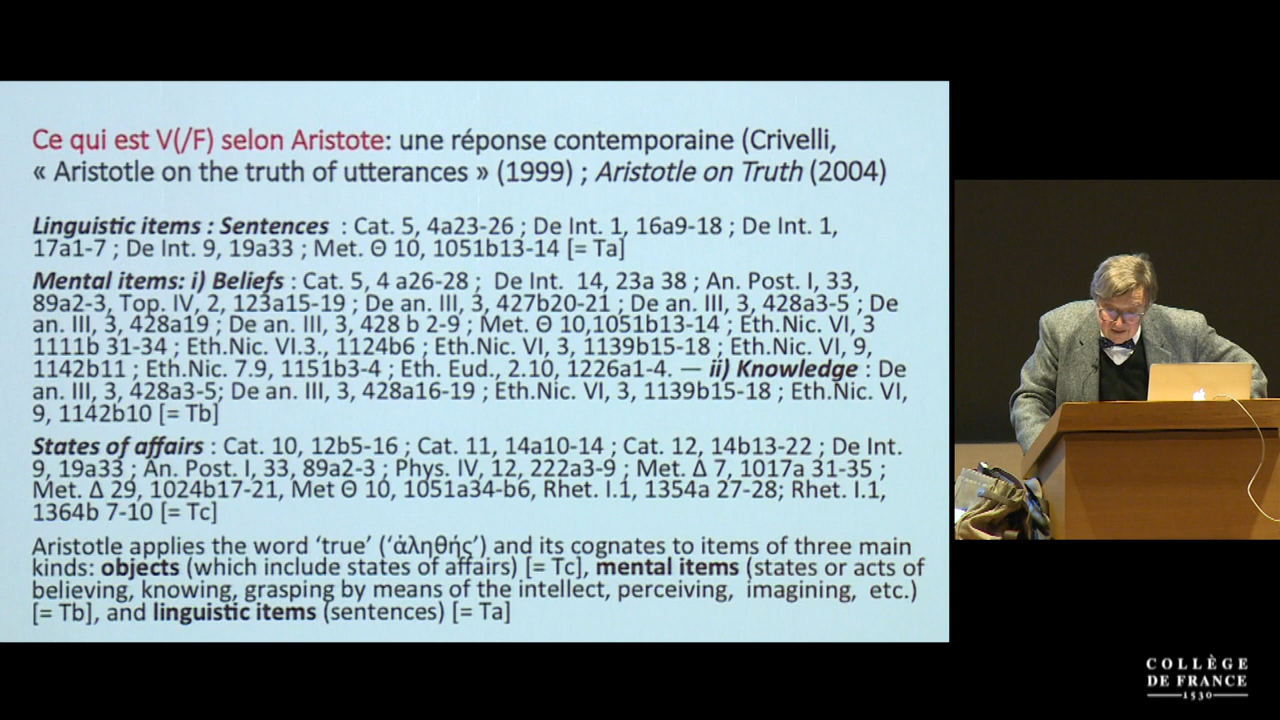 Ce qui est V(/F) selon Aristote: une réponse contemporaine (Crivelli,
« Aristotle on the truth of utterances » (1999) ; Aristotle on Truth (2004)
Linguistic items : Sentences : Cat. 5, 4a23-26 ; De Int. 1, 16a9-18 ; De Int. 1,
17a1-7 ; De Int. 9, 19a33 ; Met. Θ 10, 1051b13-14 [= Ta]
Mental items: i) Beliefs : Cat. 5, 4 a26-28 ; De Int. 14, 23a 38 ; An. Post. I, 33,
89a2-3, Top. IV, 2, 123a15-19 ; De an. III, 3, 427b20-21 ; De an. III, 3, 428a3-5 ; De
an. III, 3, 428a19 ; De an. III, 3, 428 b 2-9 ; Met. Θ 10,1051b13-14 ; Eth.Nic. VI, 3
1111b 31-34 ; Eth.Nic. VI.3., 1124b6 ; Eth.Nic. VI, 3, 1139b15-18 ; Eth.Nic. VI, 9,
1142b11 ; Eth.Nic. 7.9, 1151b3-4 ; Eth. Eud., 2.10, 1226a1-4. — ii) Knowledge : De
an. III, 3, 428a3-5; De an. III, 3, 428a16-19 ; Eth.Nic. VI, 3, 1139b15-18 ; Eth.Nic. VI,
9, 1142b10 [= Tb]
States of affairs : Cat. 10, 12b5-16 ; Cat. 11, 14a10-14 ; Cat. 12, 14b13-22 ; De Int.
9, 19a33 ; An. Post. I, 33, 89a2-3 ; Phys. IV, 12, 222a3-9 ; Met. Δ 7, 1017a 31-35 ;
Met. Δ 29, 1024b17-21, Met Θ 10, 1051a34-b6, Rhet. I.1, 1354a 27-28; Rhet. I.1,
1364b 7-10 [= Tc]
Aristotle applies the word ‘true’ (‘ἀληθής’) and its cognates to items of three main
kinds: objects (which include states of affairs) [= Tc], mental items (states or acts of
believing, knowing, grasping by means of the intellect, perceiving, imagining, etc.)
[= Tb], and linguistic items (sentences) [= Ta]
COLLÈGE
DE FRANCE
1530